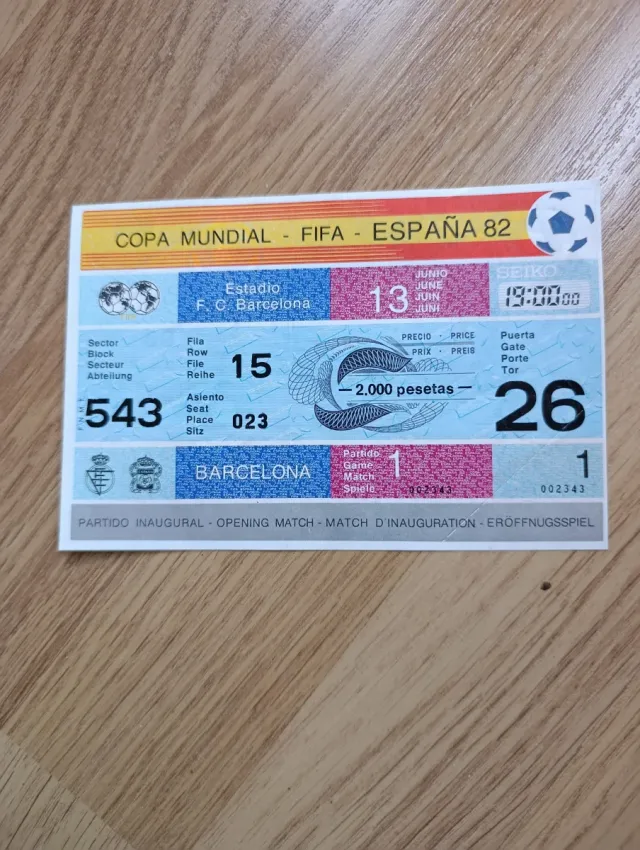 COPA MUNDIAL - FIFA - ESPAÑA 82
Estadio
F. C. Barcelona
13
JUNIO
JUNE
JUIN
JUNI
SEIKO
19:00 00
Sector
Block
Secteur
Abteilung
543
Fila
Row
File
Reihe
15
Asiento
Seat
Place
Sitz
023
PRECIO · PRICE
PRIX · PREIS
2.000 pesetas
Puerta
Gate
Porte
Tor
26
BARCELONA
Partido
Game
Match
Spiele
1
002343
1
002343
PARTIDO INAUGURAL - OPENING MATCH - MATCH D'INAUGURATION - ERÖFFNUGSSPIEL